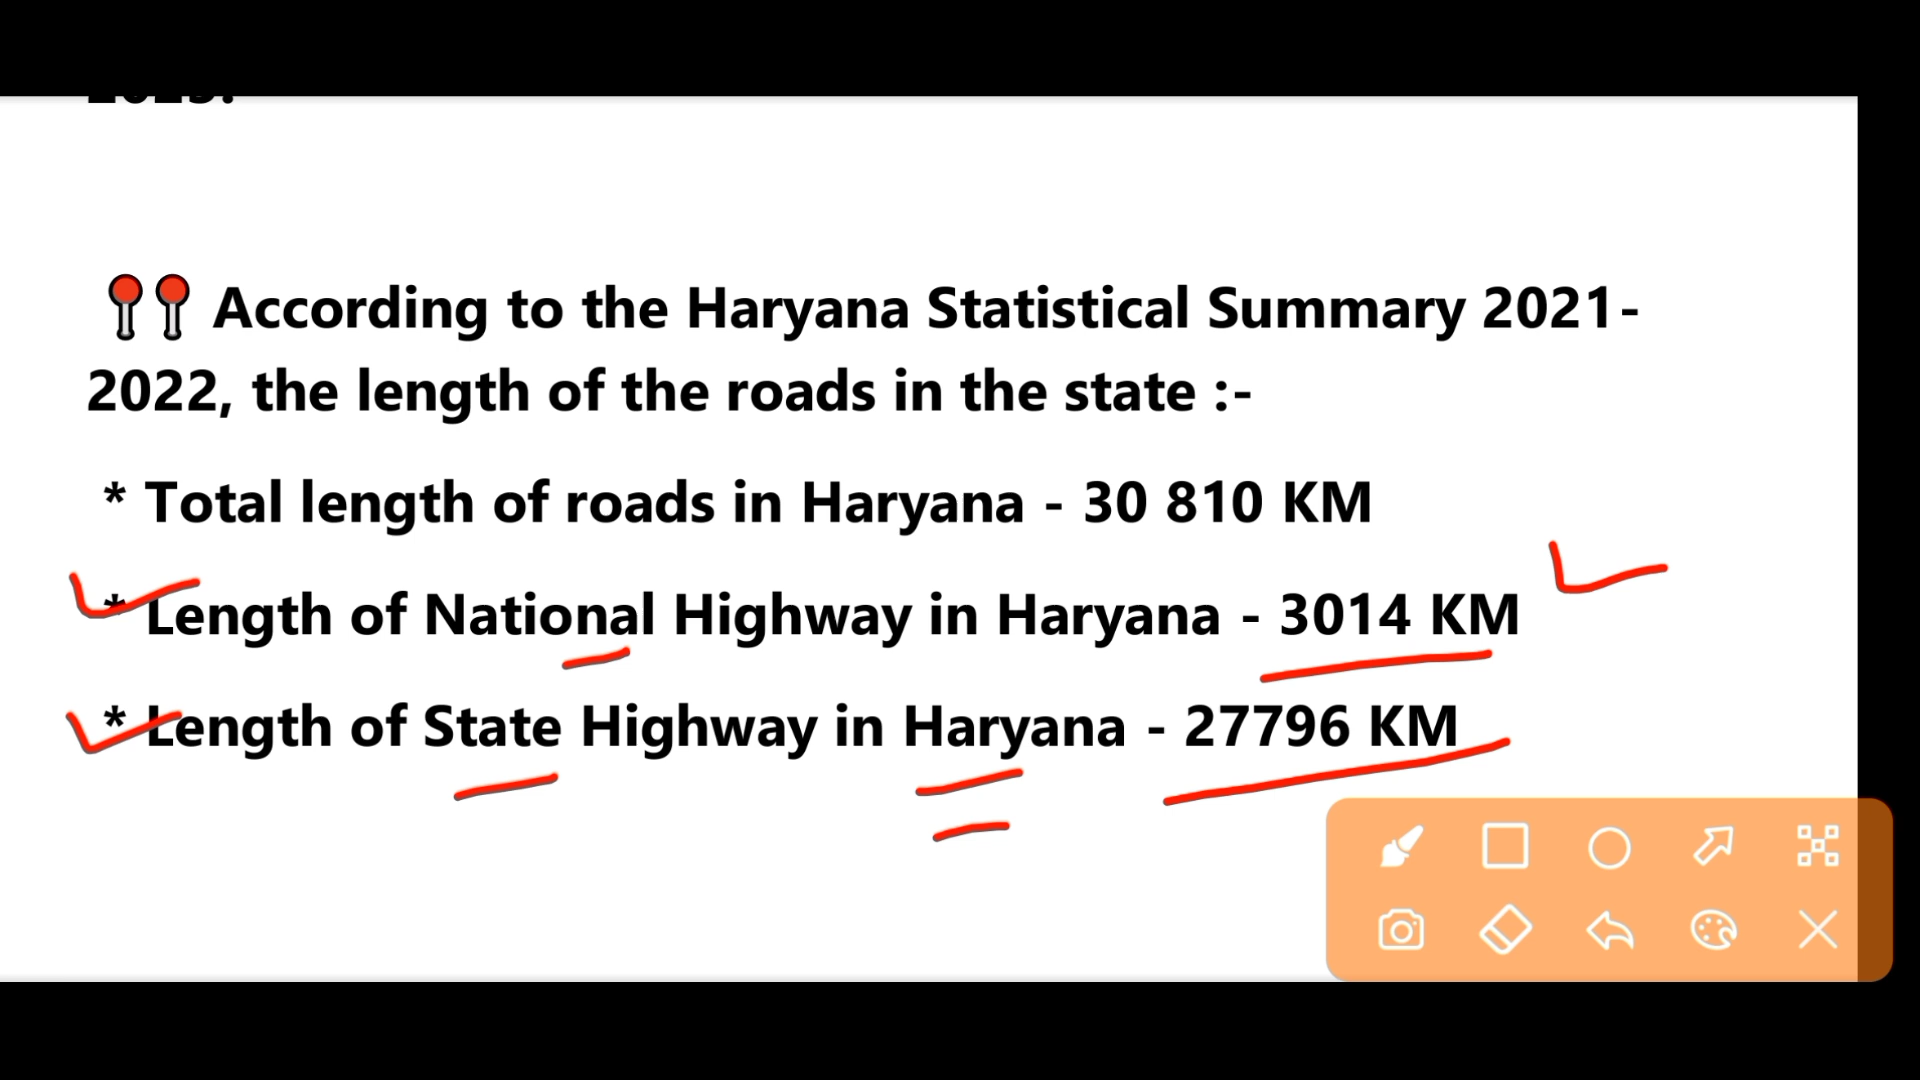 📍📍 According to the Haryana Statistical Summary 2021-
2022, the length of the roads in the state :-
* Total length of roads in Haryana - 30 810 KM
* Length of National Highway in Haryana - 3014 KM
* Length of State Highway in Haryana - 27796 KM